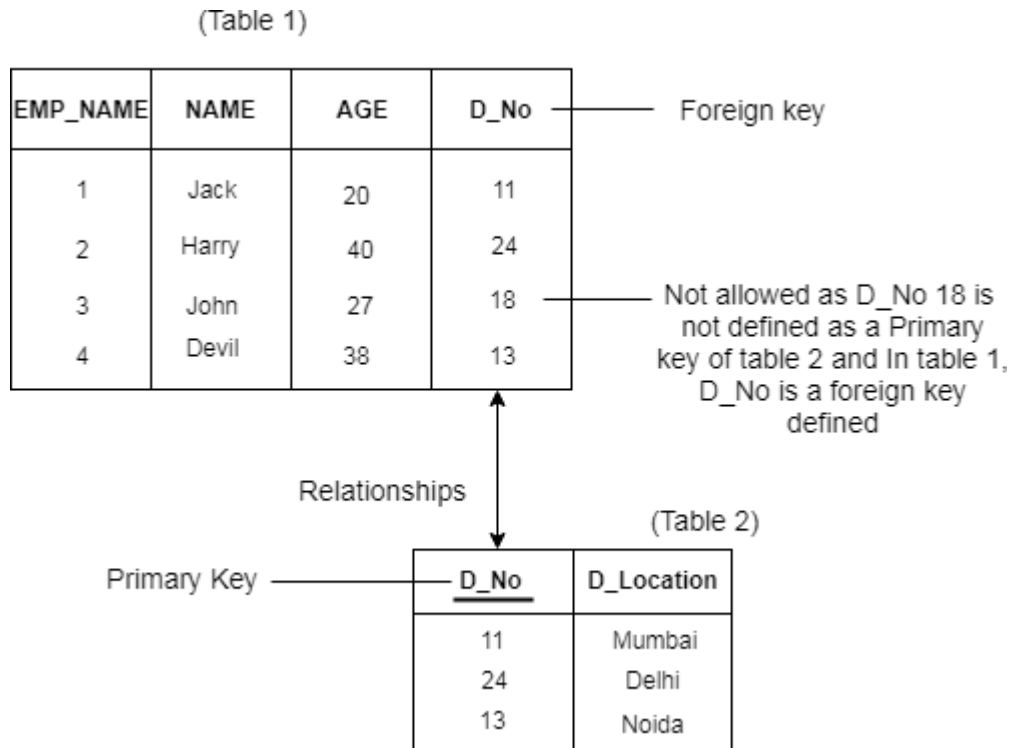 (Table 1)
EMP_NAME NAME AGE D_No Foreign key
1 Jack 20 11
2 Harry 40 24
3 John 27 18
4 Devil 38 13
Not allowed as D_No 18 is
not defined as a Primary
key of table 2 and In table 1,
D_No is a foreign key
defined
Relationships
(Table 2)
Primary Key D_No D_Location
11 Mumbai
24 Delhi
13 Noida